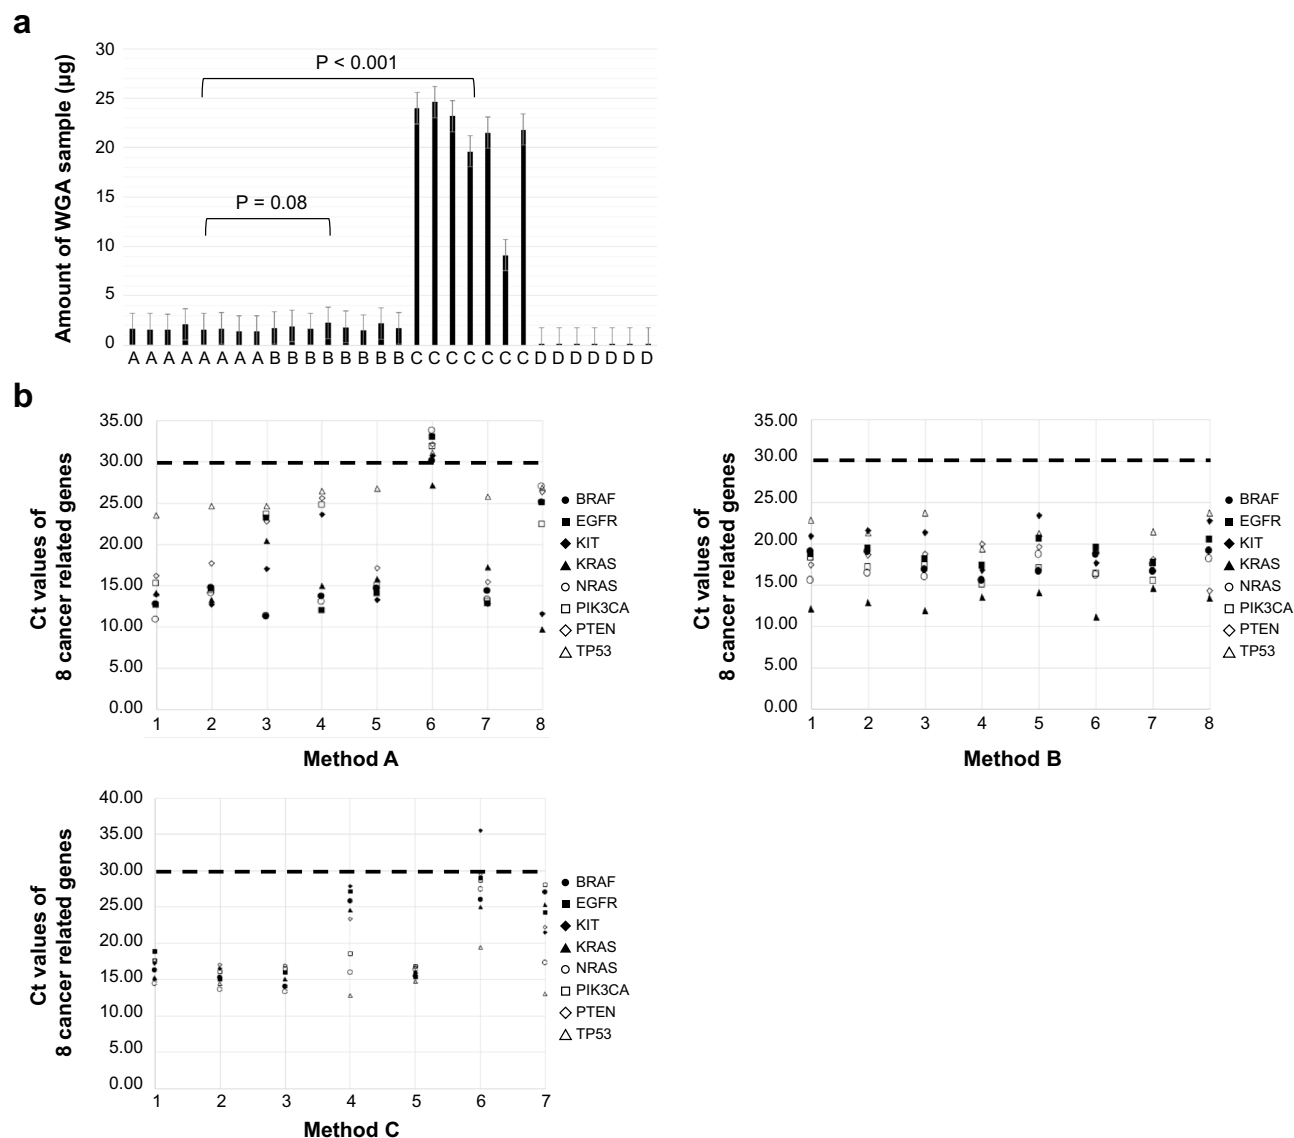 a
Amount of WGA sample (µg)
30
25
20
15
10
5
0
P < 0.001
P = 0.08
A A A A A A A A B B B B B B B B C C C C C C C D D D D D D D
b
Ct values of
8 cancer related genes
35.00
30.00
25.00
20.00
15.00
10.00
5.00
0.00
1 2 3 4 5 6 7 8
Method A
BRAF
EGFR
KIT
KRAS
NRAS
PIK3CA
PTEN
TP53
Ct values of
8 cancer related genes
35.00
30.00
25.00
20.00
15.00
10.00
5.00
0.00
1 2 3 4 5 6 7 8
Method B
BRAF
EGFR
KIT
KRAS
NRAS
PIK3CA
PTEN
TP53
Ct values of
8 cancer related genes
40.00
35.00
30.00
25.00
20.00
15.00
10.00
5.00
0.00
1 2 3 4 5 6 7
Method C
BRAF
EGFR
KIT
KRAS
NRAS
PIK3CA
PTEN
TP53